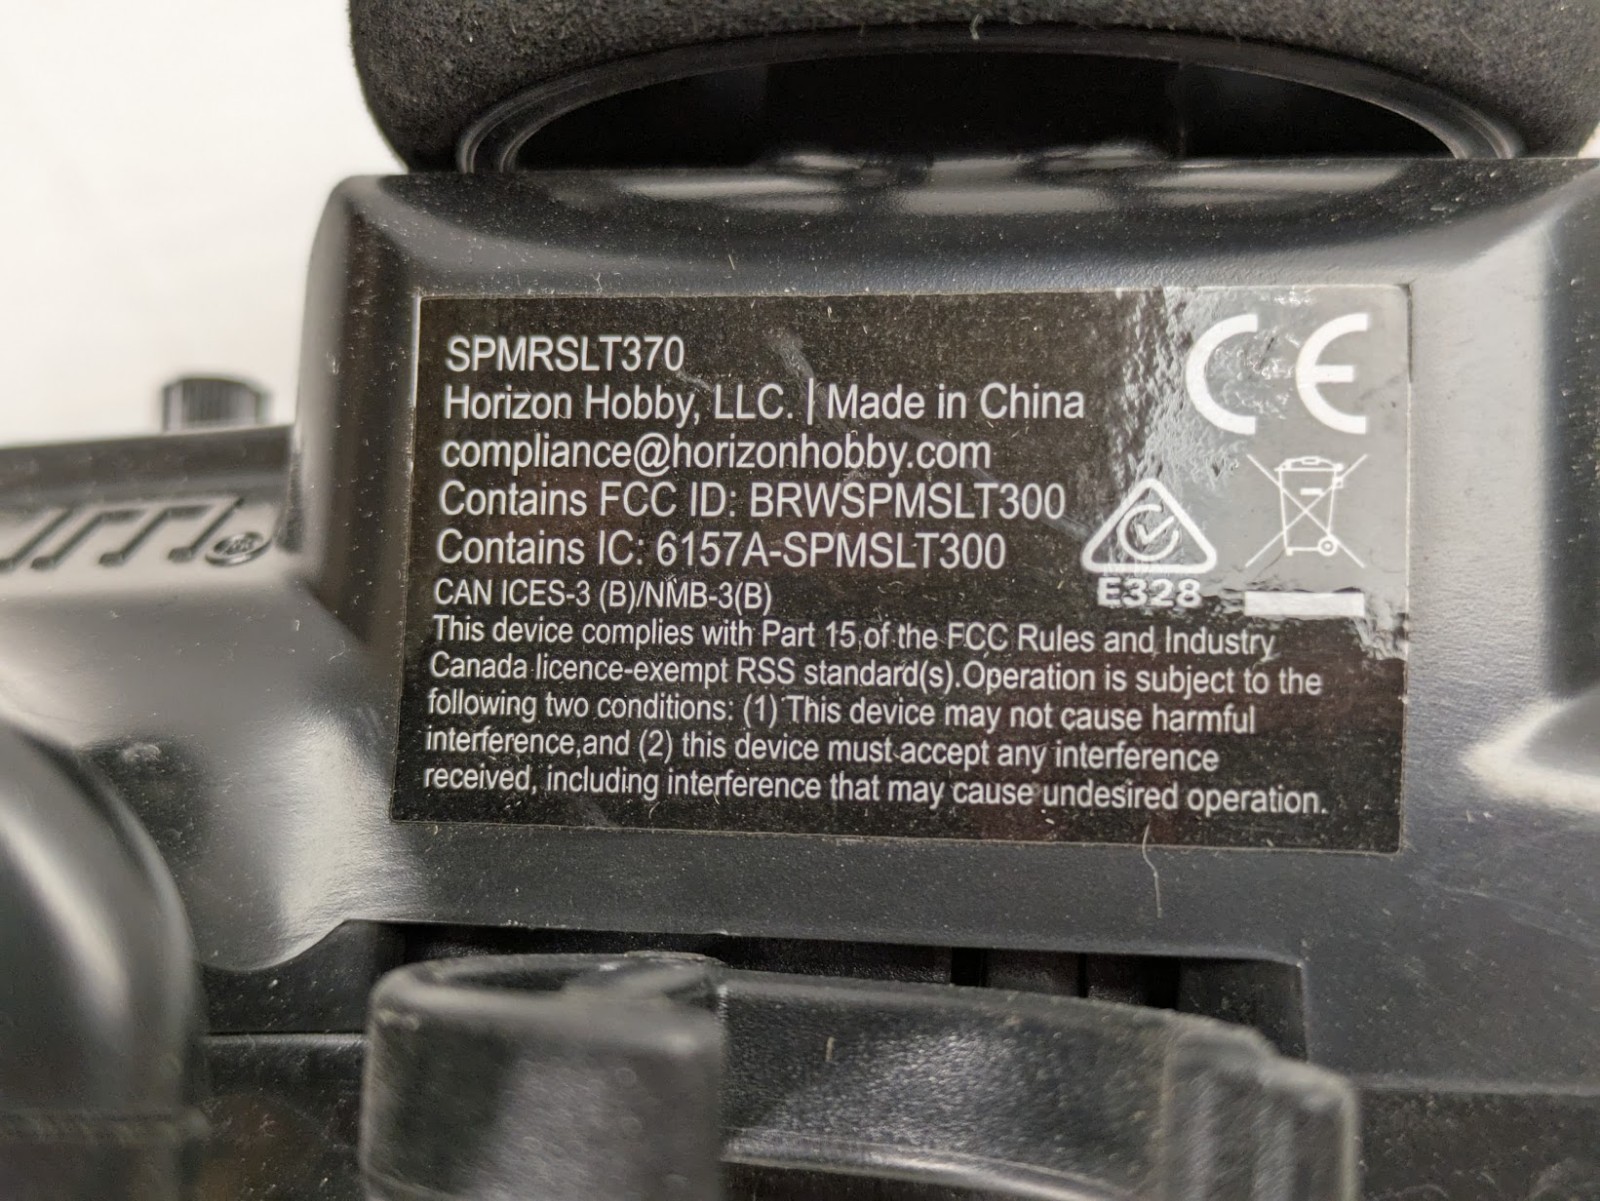 SPMRSLT370
Horizon Hobby, LLC. | Made in China
compliance@horizonhobby.com
Contains FCC ID: BRWSPMSLT300
Contains IC: 6157A-SPMSLT300
CAN ICES-3 (B)/NMB-3(B)
This device complies with Part 15 of the FCC Rules and Industry
Canada licence-exempt RSS standard(s).Operation is subject to the
following two conditions: (1) This device may not cause harmful
interference,and (2) this device must accept any interference
received, including interference that may cause undesired operation.
CE
E328